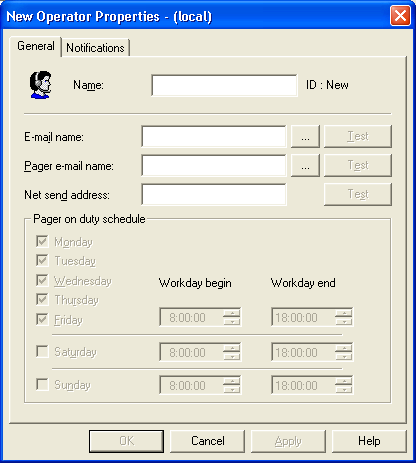 New Operator Properties - (local)
General Notifications
Name: ID : New
E-mail name: ... Test
Pager e-mail name: ... Test
Net send address: Test
Pager on duty schedule
Monday
Tuesday
Wednesday Workday begin Workday end
Thursday
Friday 8:00:00 18:00:00
Saturday 8:00:00 18:00:00
Sunday 8:00:00 18:00:00
OK Cancel Apply Help